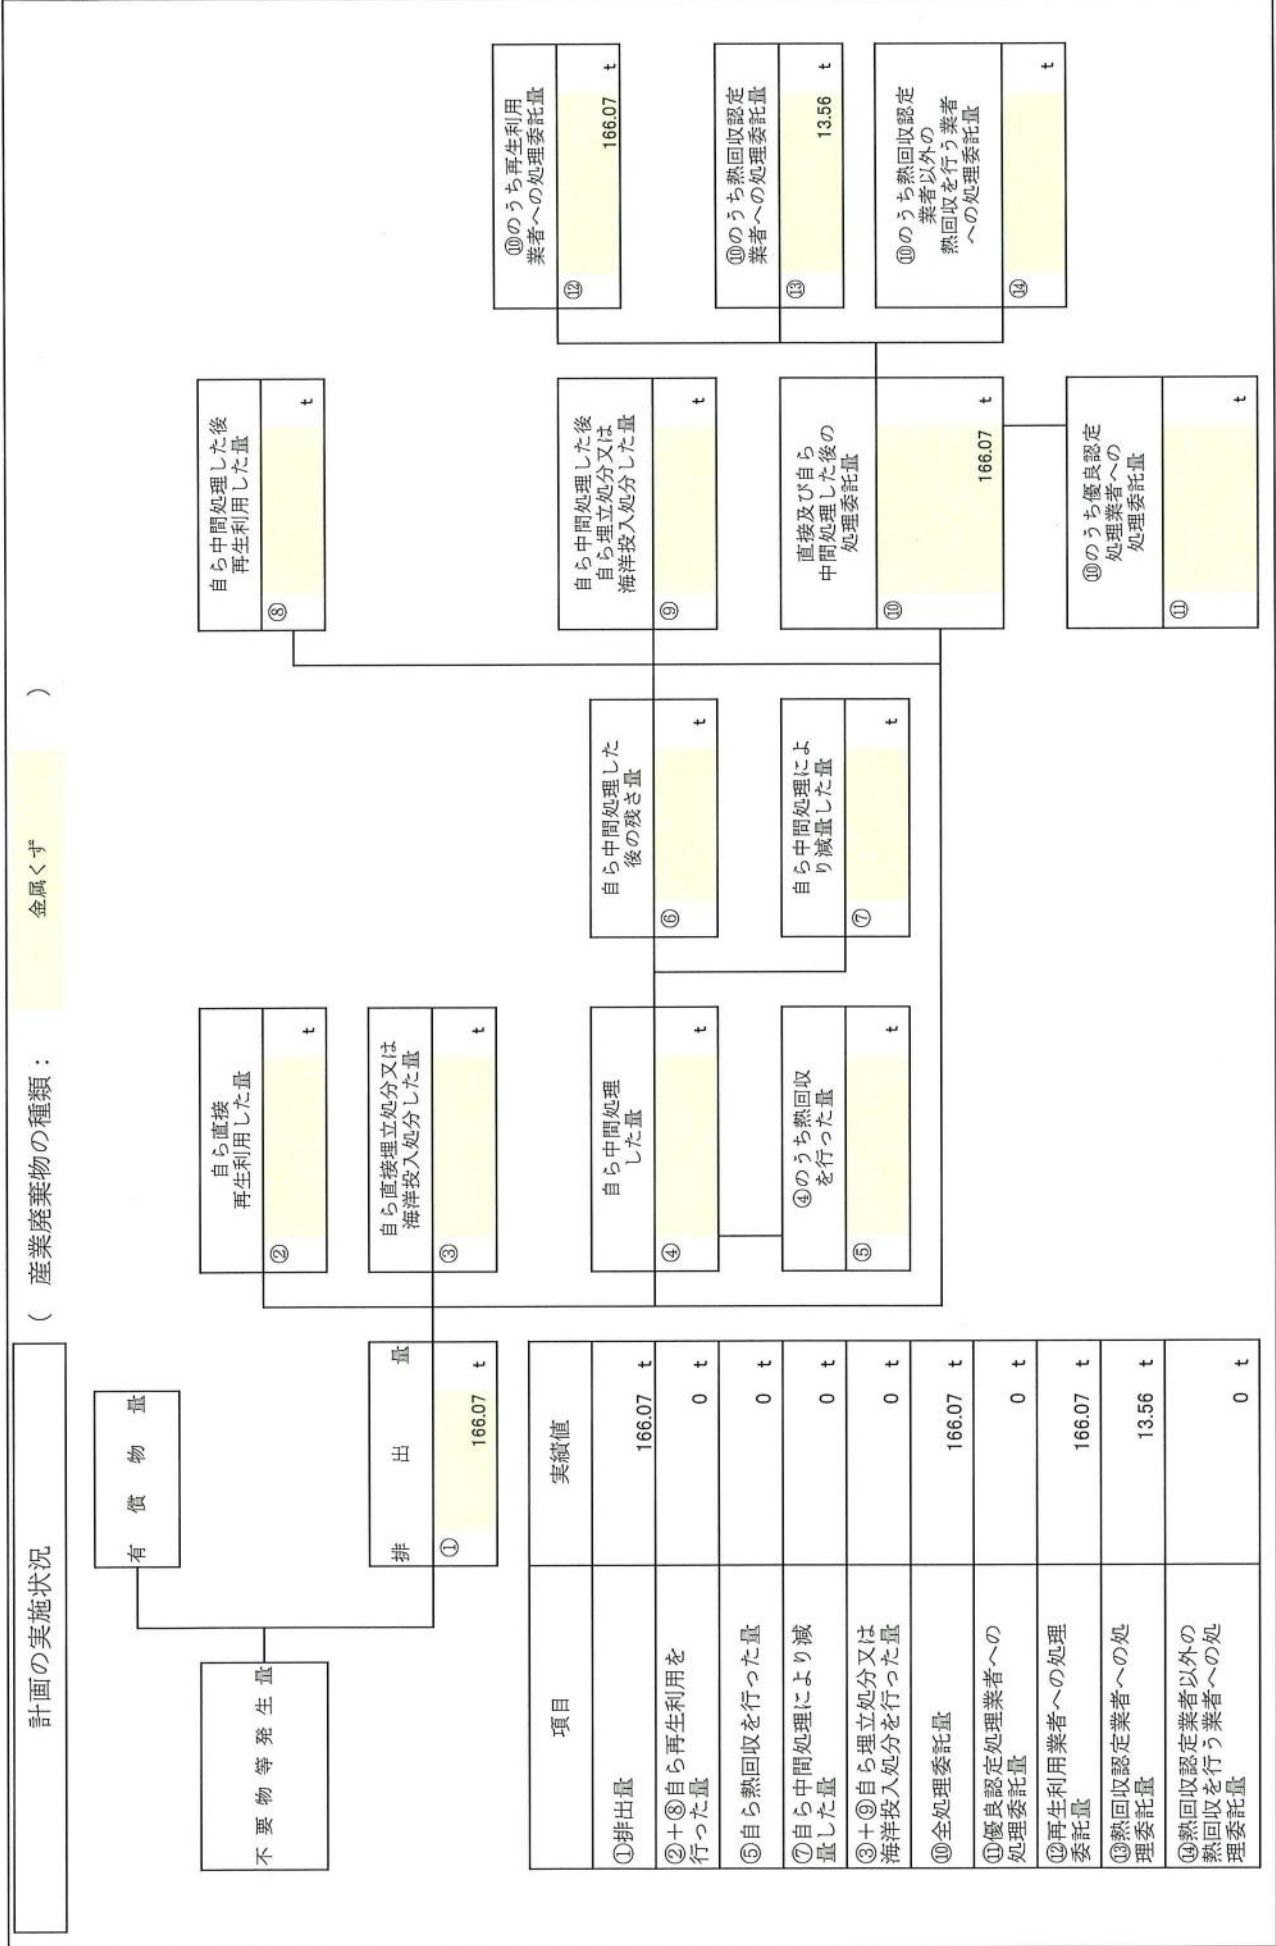 計画の実施状況
（　産業廃棄物の種類：　金属くず　）
不要物等発生量
有償物量
排出量
① 166.07 t
自ら直接
再生利用した量
② t
自ら直接埋立処分又は
海洋投入処分した量
③ t
自ら中間処理
した量
④ t
④のうち熱回収
を行った量
⑤ t
自ら中間処理した
後の残さ量
⑥ t
自ら中間処理によ
り減量した量
⑦ t
自ら中間処理した後
再生利用した量
⑧ t
自ら中間処理した後
自ら埋立処分又は
海洋投入処分した量
⑨ t
直接及び自ら
中間処理した後の
処理委託量
⑩ 166.07 t
⑩のうち優良認定
処理業者への
処理委託量
⑪ t
⑩のうち再生利用
業者への処理委託量
⑫ 166.07 t
⑩のうち熱回収認定
業者への処理委託量
⑬ 13.56 t
⑩のうち熱回収認定
業者以外の
熱回収を行う業者
への処理委託量
⑭ t
項目 実績値
①排出量 166.07 t
②＋⑧自ら再生利用を
行った量 0 t
⑤自ら熱回収を行った量 0 t
⑦自ら中間処理により減
量した量 0 t
③＋⑨自ら埋立処分又は
海洋投入処分を行った量 0 t
⑩全処理委託量 166.07 t
⑪優良認定処理業者への
処理委託量 0 t
⑫再生利用業者への処理
委託量 166.07 t
⑬熱回収認定業者への処
理委託量 13.56 t
⑭熱回収認定業者以外の
熱回収を行う業者への処
理委託量 0 t